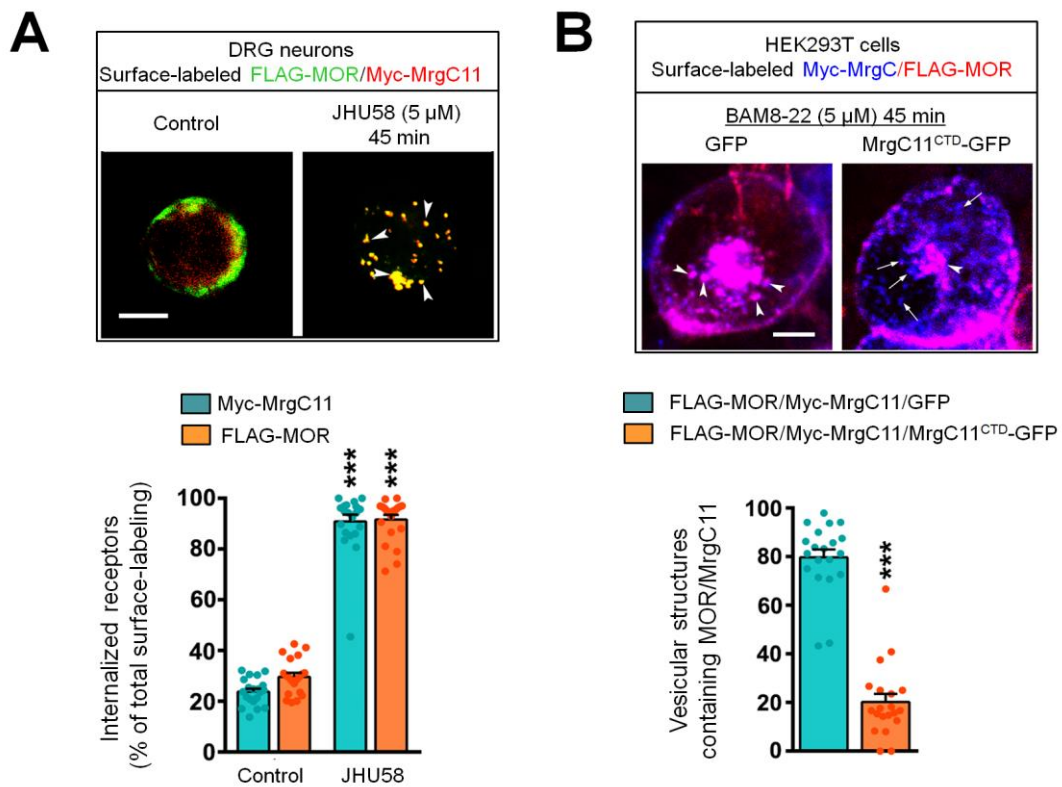 A
DRG neurons
Surface-labeled FLAG-MOR/Myc-MrgC11
Control
JHU58 (5 µM)
45 min
Myc-MrgC11
FLAG-MOR
Internalized receptors
(% of total surface-labeling)
100
80
60
40
20
0
***
***
Control JHU58
B
HEK293T cells
Surface-labeled Myc-MrgC/FLAG-MOR
BAM8-22 (5 µM) 45 min
GFP MrgC11CTD-GFP
FLAG-MOR/Myc-MrgC11/GFP
FLAG-MOR/Myc-MrgC11/MrgC11CTD-GFP
Vesicular structures
containing MOR/MrgC11
100
80
60
40
20
0
***